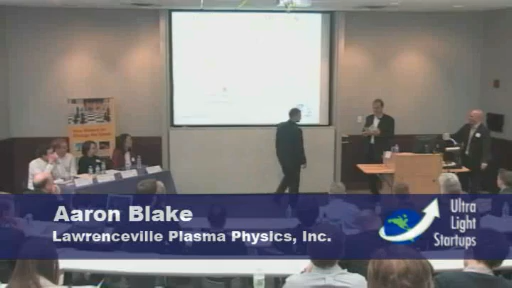 Aaron Blake
Lawrenceville Plasma Physics, Inc.
Ultra
Light
Startups